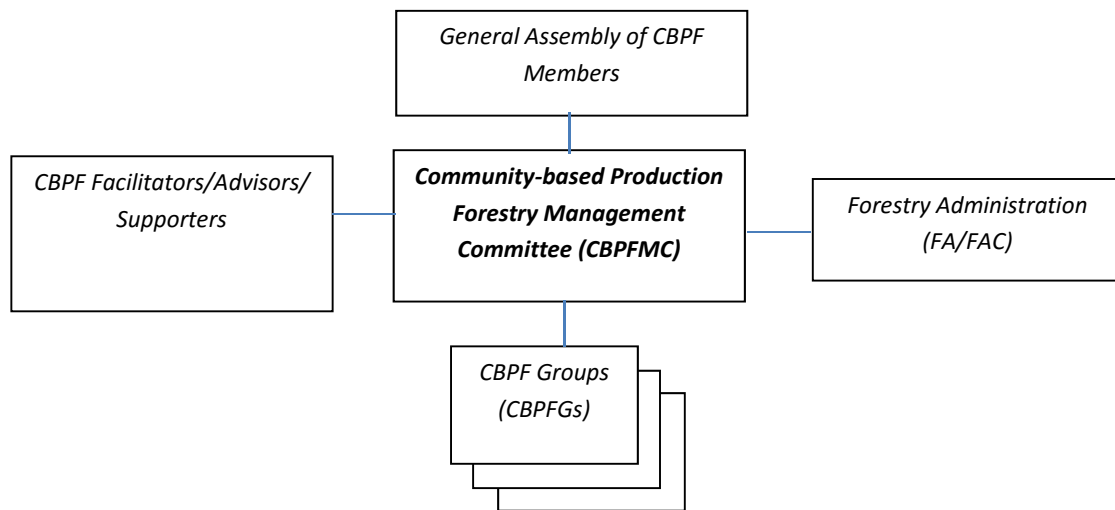 General Assembly of CBPF
Members
CBPF Facilitators/Advisors/
Supporters
Community-based Production
Forestry Management
Committee (CBPFMC)
Forestry Administration
(FA/FAC)
CBPF Groups
(CBPFGs)